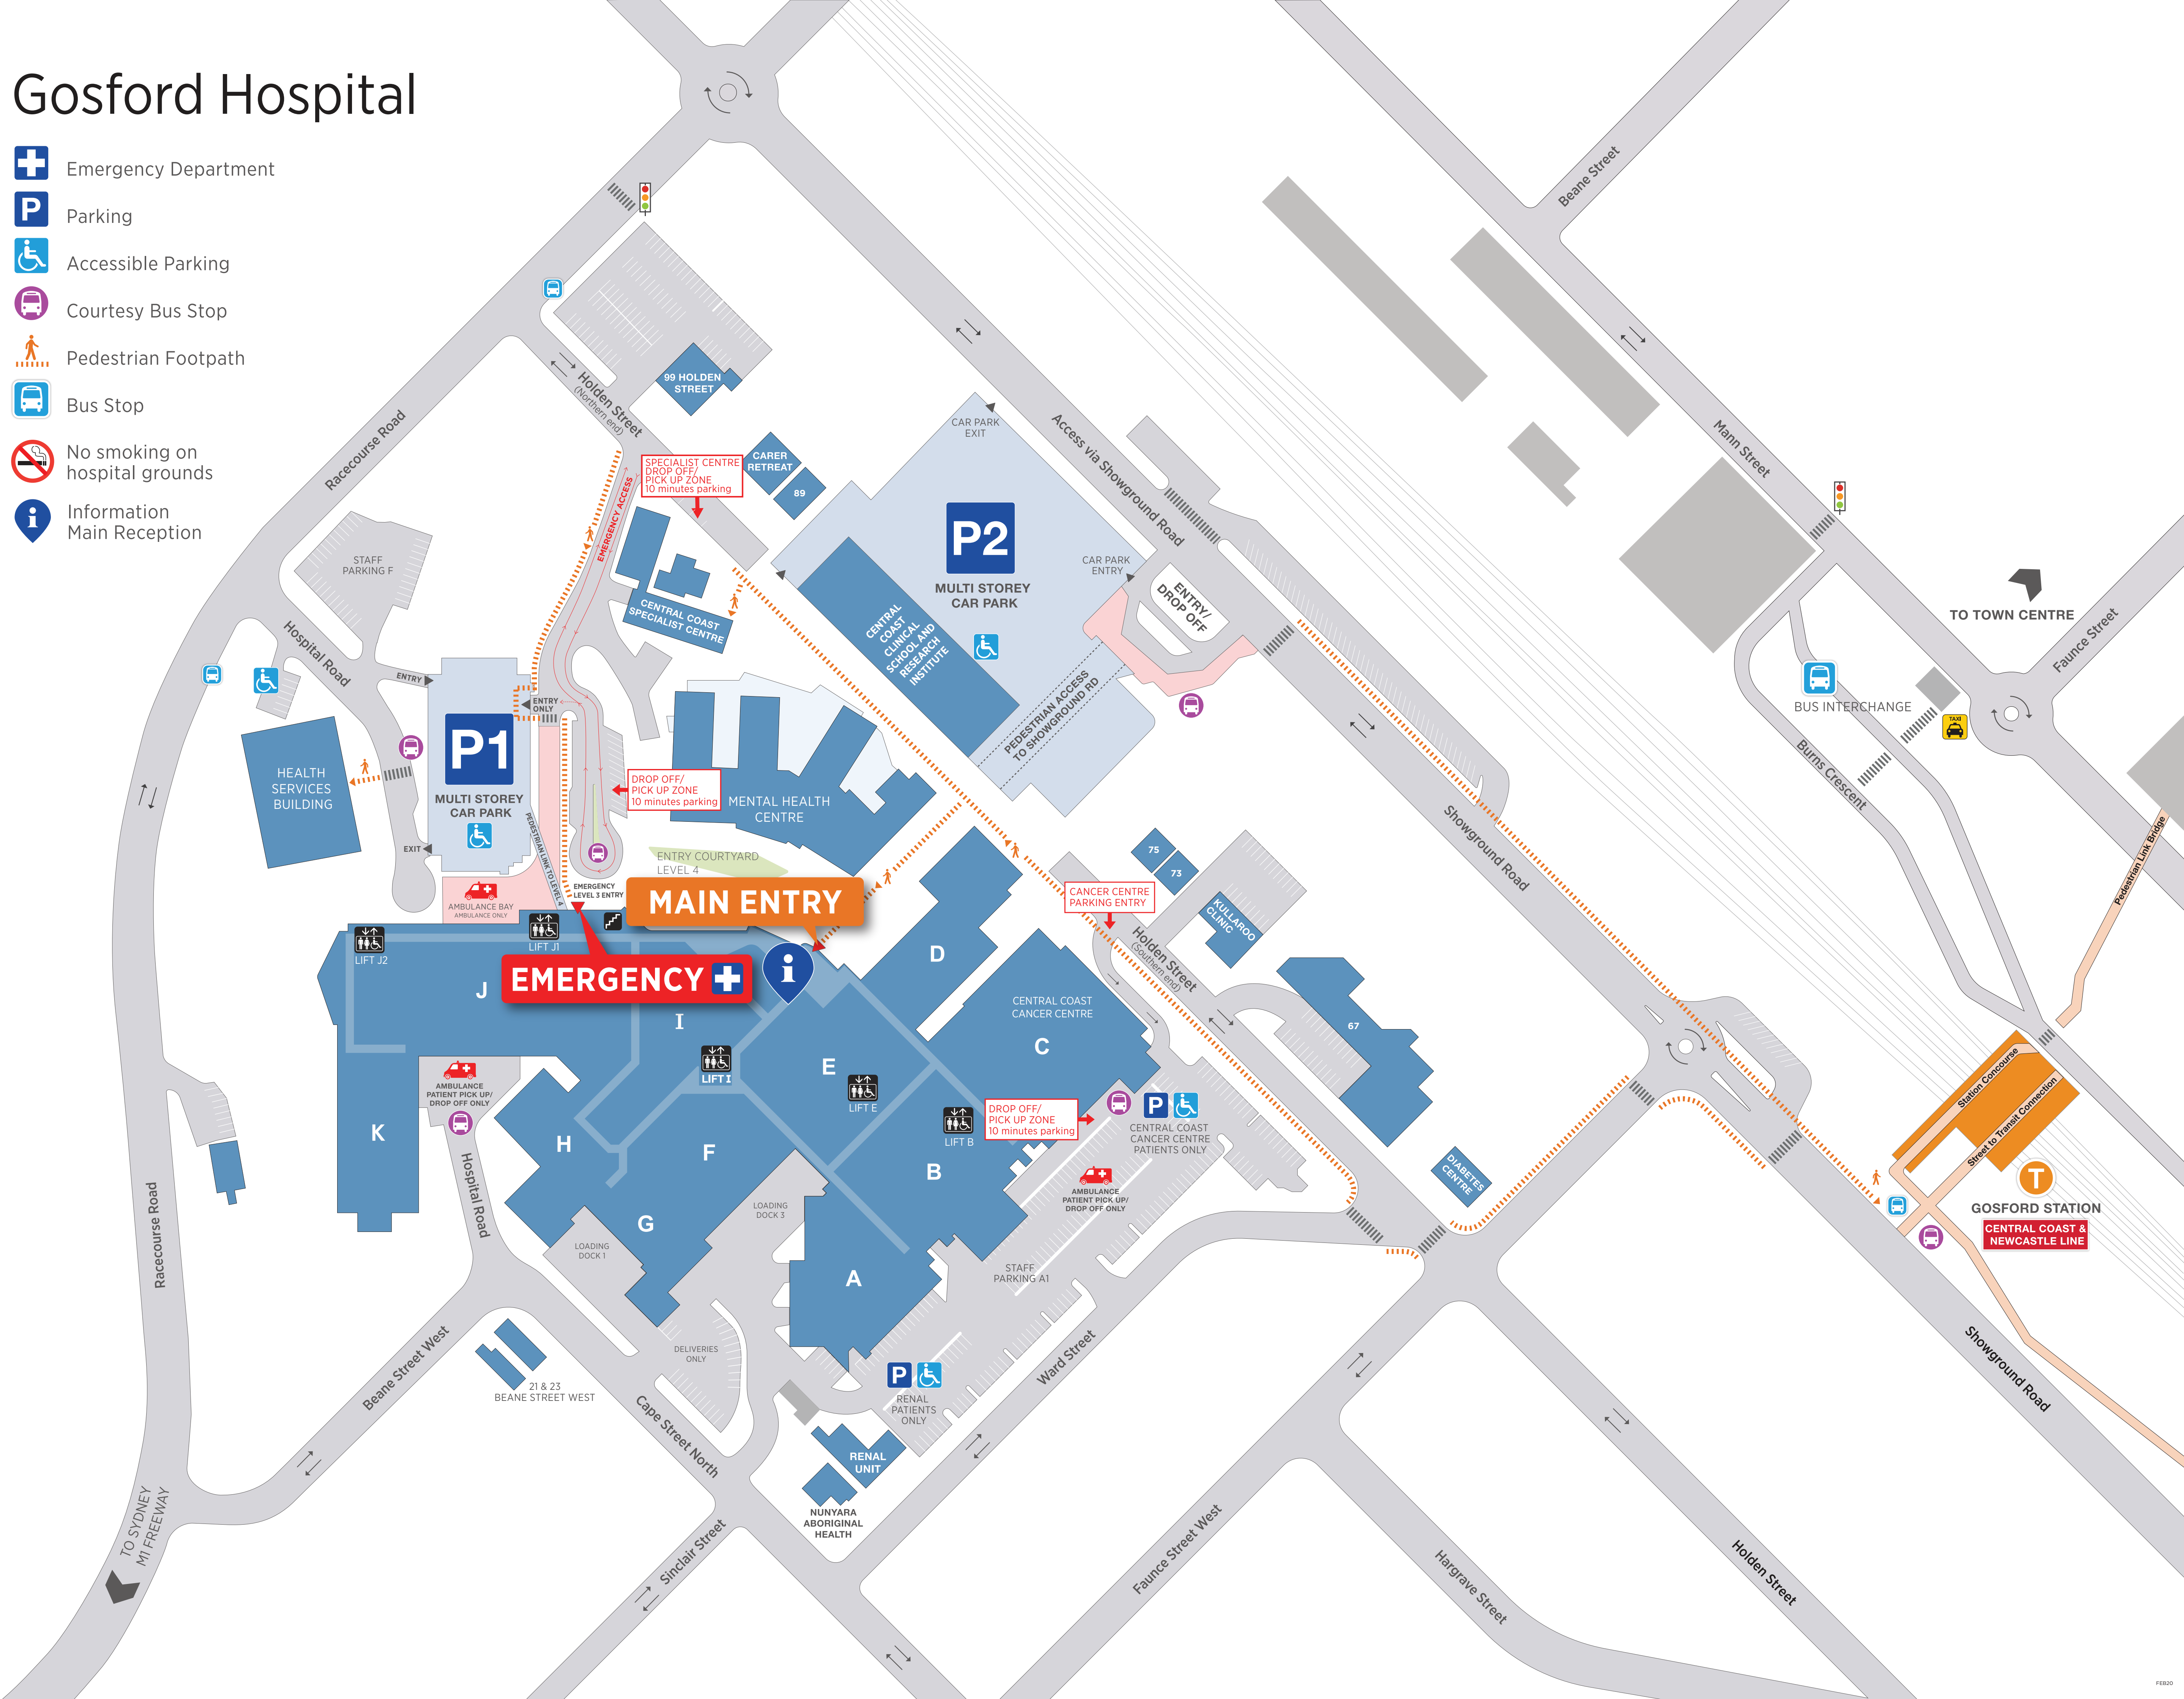 Gosford Hospital
Emergency Department
P
Parking
Accessible Parking
Courtesy Bus Stop
Pedestrian Footpath
Bus Stop
No smoking on
hospital grounds
i
Information
Main Reception
Racecourse Road
Holden Street
(Northern end)
99 HOLDEN
STREET
SPECIALIST CENTRE
DROP OFF/
PICK UP ZONE
10 minutes parking
CARER
RETREAT
89
EMERGENCY ACCESS
CENTRAL COAST
SPECIALIST CENTRE
CAR PARK
EXIT
P2
MULTI STOREY
CAR PARK
CAR PARK
ENTRY
CENTRAL
COAST
CLINICAL
SCHOOL AND
RESEARCH
INSTITUTE
PEDESTRIAN ACCESS
TO SHOWGROUND RD
ENTRY/
DROP OFF
Access via Showground Road
Beane Street
Mann Street
TO TOWN CENTRE
Faunce Street
BUS INTERCHANGE
TAXI
Burns Crescent
Pedestrian Link Bridge
STAFF
PARKING F
Hospital Road
ENTRY
ENTRY
ONLY
P1
MULTI STOREY
CAR PARK
EXIT
HEALTH
SERVICES
BUILDING
PEDESTRIAN LINK TO LEVEL 4
DROP OFF/
PICK UP ZONE
10 minutes parking
MENTAL HEALTH
CENTRE
ENTRY COURTYARD
LEVEL 4
EMERGENCY
LEVEL 3 ENTRY
AMBULANCE BAY
AMBULANCE ONLY
MAIN ENTRY
EMERGENCY
i
LIFT J2
LIFT J1
J
I
LIFT I
E
LIFT E
D
CENTRAL COAST
CANCER CENTRE
C
LIFT B
B
A
F
G
H
K
AMBULANCE
PATIENT PICK UP/
DROP OFF ONLY
Hospital Road
LOADING
DOCK 1
LOADING
DOCK 3
75
73
CANCER CENTRE
PARKING ENTRY
KULLAROO
CLINIC
Holden Street
(Southern end)
67
Showground Road
DROP OFF/
PICK UP ZONE
10 minutes parking
P
CENTRAL COAST
CANCER CENTRE
PATIENTS ONLY
AMBULANCE
PATIENT PICK UP/
DROP OFF ONLY
DIABETES
CENTRE
STAFF
PARKING A1
Station Concourse
Street to Transit Connection
T
GOSFORD STATION
CENTRAL COAST &
NEWCASTLE LINE
Racecourse Road
Beane Street West
21 & 23
BEANE STREET WEST
DELIVERIES
ONLY
Cape Street North
P
RENAL
PATIENTS
ONLY
RENAL
UNIT
NUNYARA
ABORIGINAL
HEALTH
Ward Street
Sinclair Street
Faunce Street West
Hargrave Street
Holden Street
Showground Road
TO SYDNEY
M1 FREEWAY
FEB20